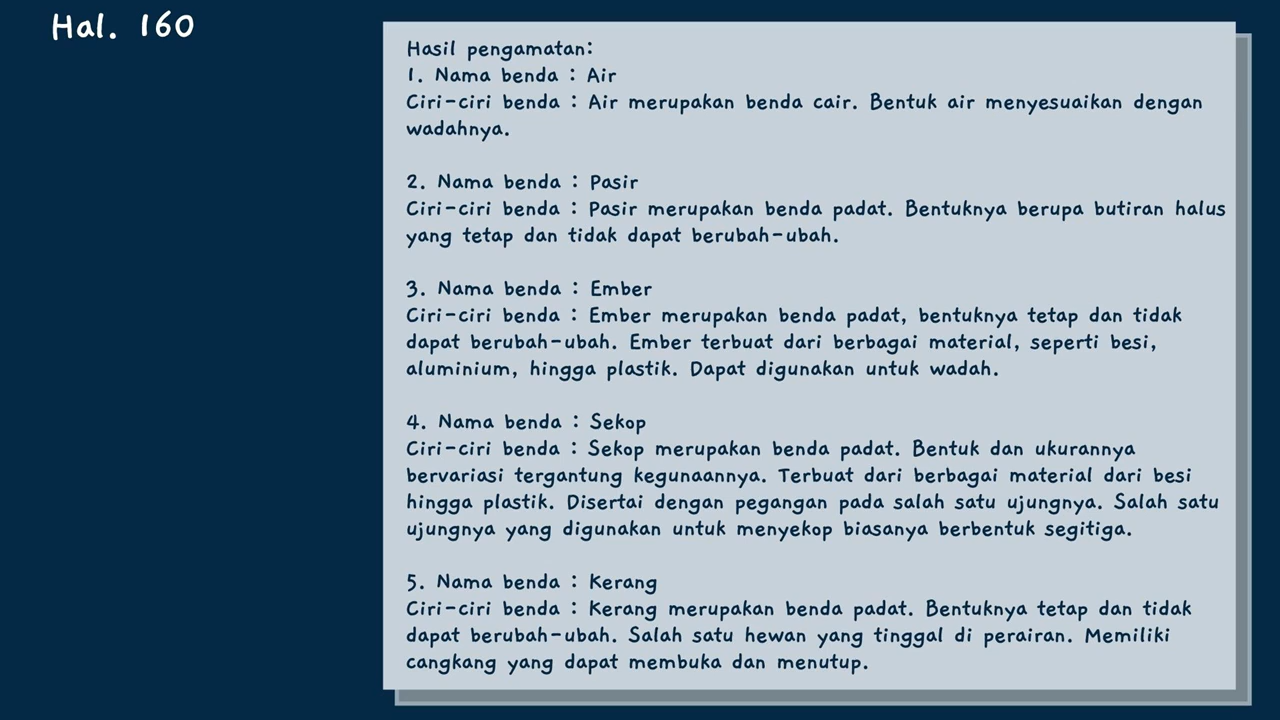 Hal. 160
Hasil pengamatan:
1. Nama benda : Air
Ciri-ciri benda : Air merupakan benda cair. Bentuk air menyesuaikan dengan
wadahnya.
2. Nama benda : Pasir
Ciri-ciri benda : Pasir merupakan benda padat. Bentuknya berupa butiran halus
yang tetap dan tidak dapat berubah-ubah.
3. Nama benda : Ember
Ciri-ciri benda : Ember merupakan benda padat, bentuknya tetap dan tidak
dapat berubah-ubah. Ember terbuat dari berbagai material, seperti besi,
aluminium, hingga plastik. Dapat digunakan untuk wadah.
4. Nama benda : Sekop
Ciri-ciri benda : Sekop merupakan benda padat. Bentuk dan ukurannya
bervariasi tergantung kegunaannya. Terbuat dari berbagai material dari besi
hingga plastik. Disertai dengan pegangan pada salah satu ujungnya. Salah satu
ujungnya yang digunakan untuk menyekop biasanya berbentuk segitiga.
5. Nama benda : Kerang
Ciri-ciri benda : Kerang merupakan benda padat. Bentuknya tetap dan tidak
dapat berubah-ubah. Salah satu hewan yang tinggal di perairan. Memiliki
cangkang yang dapat membuka dan menutup.